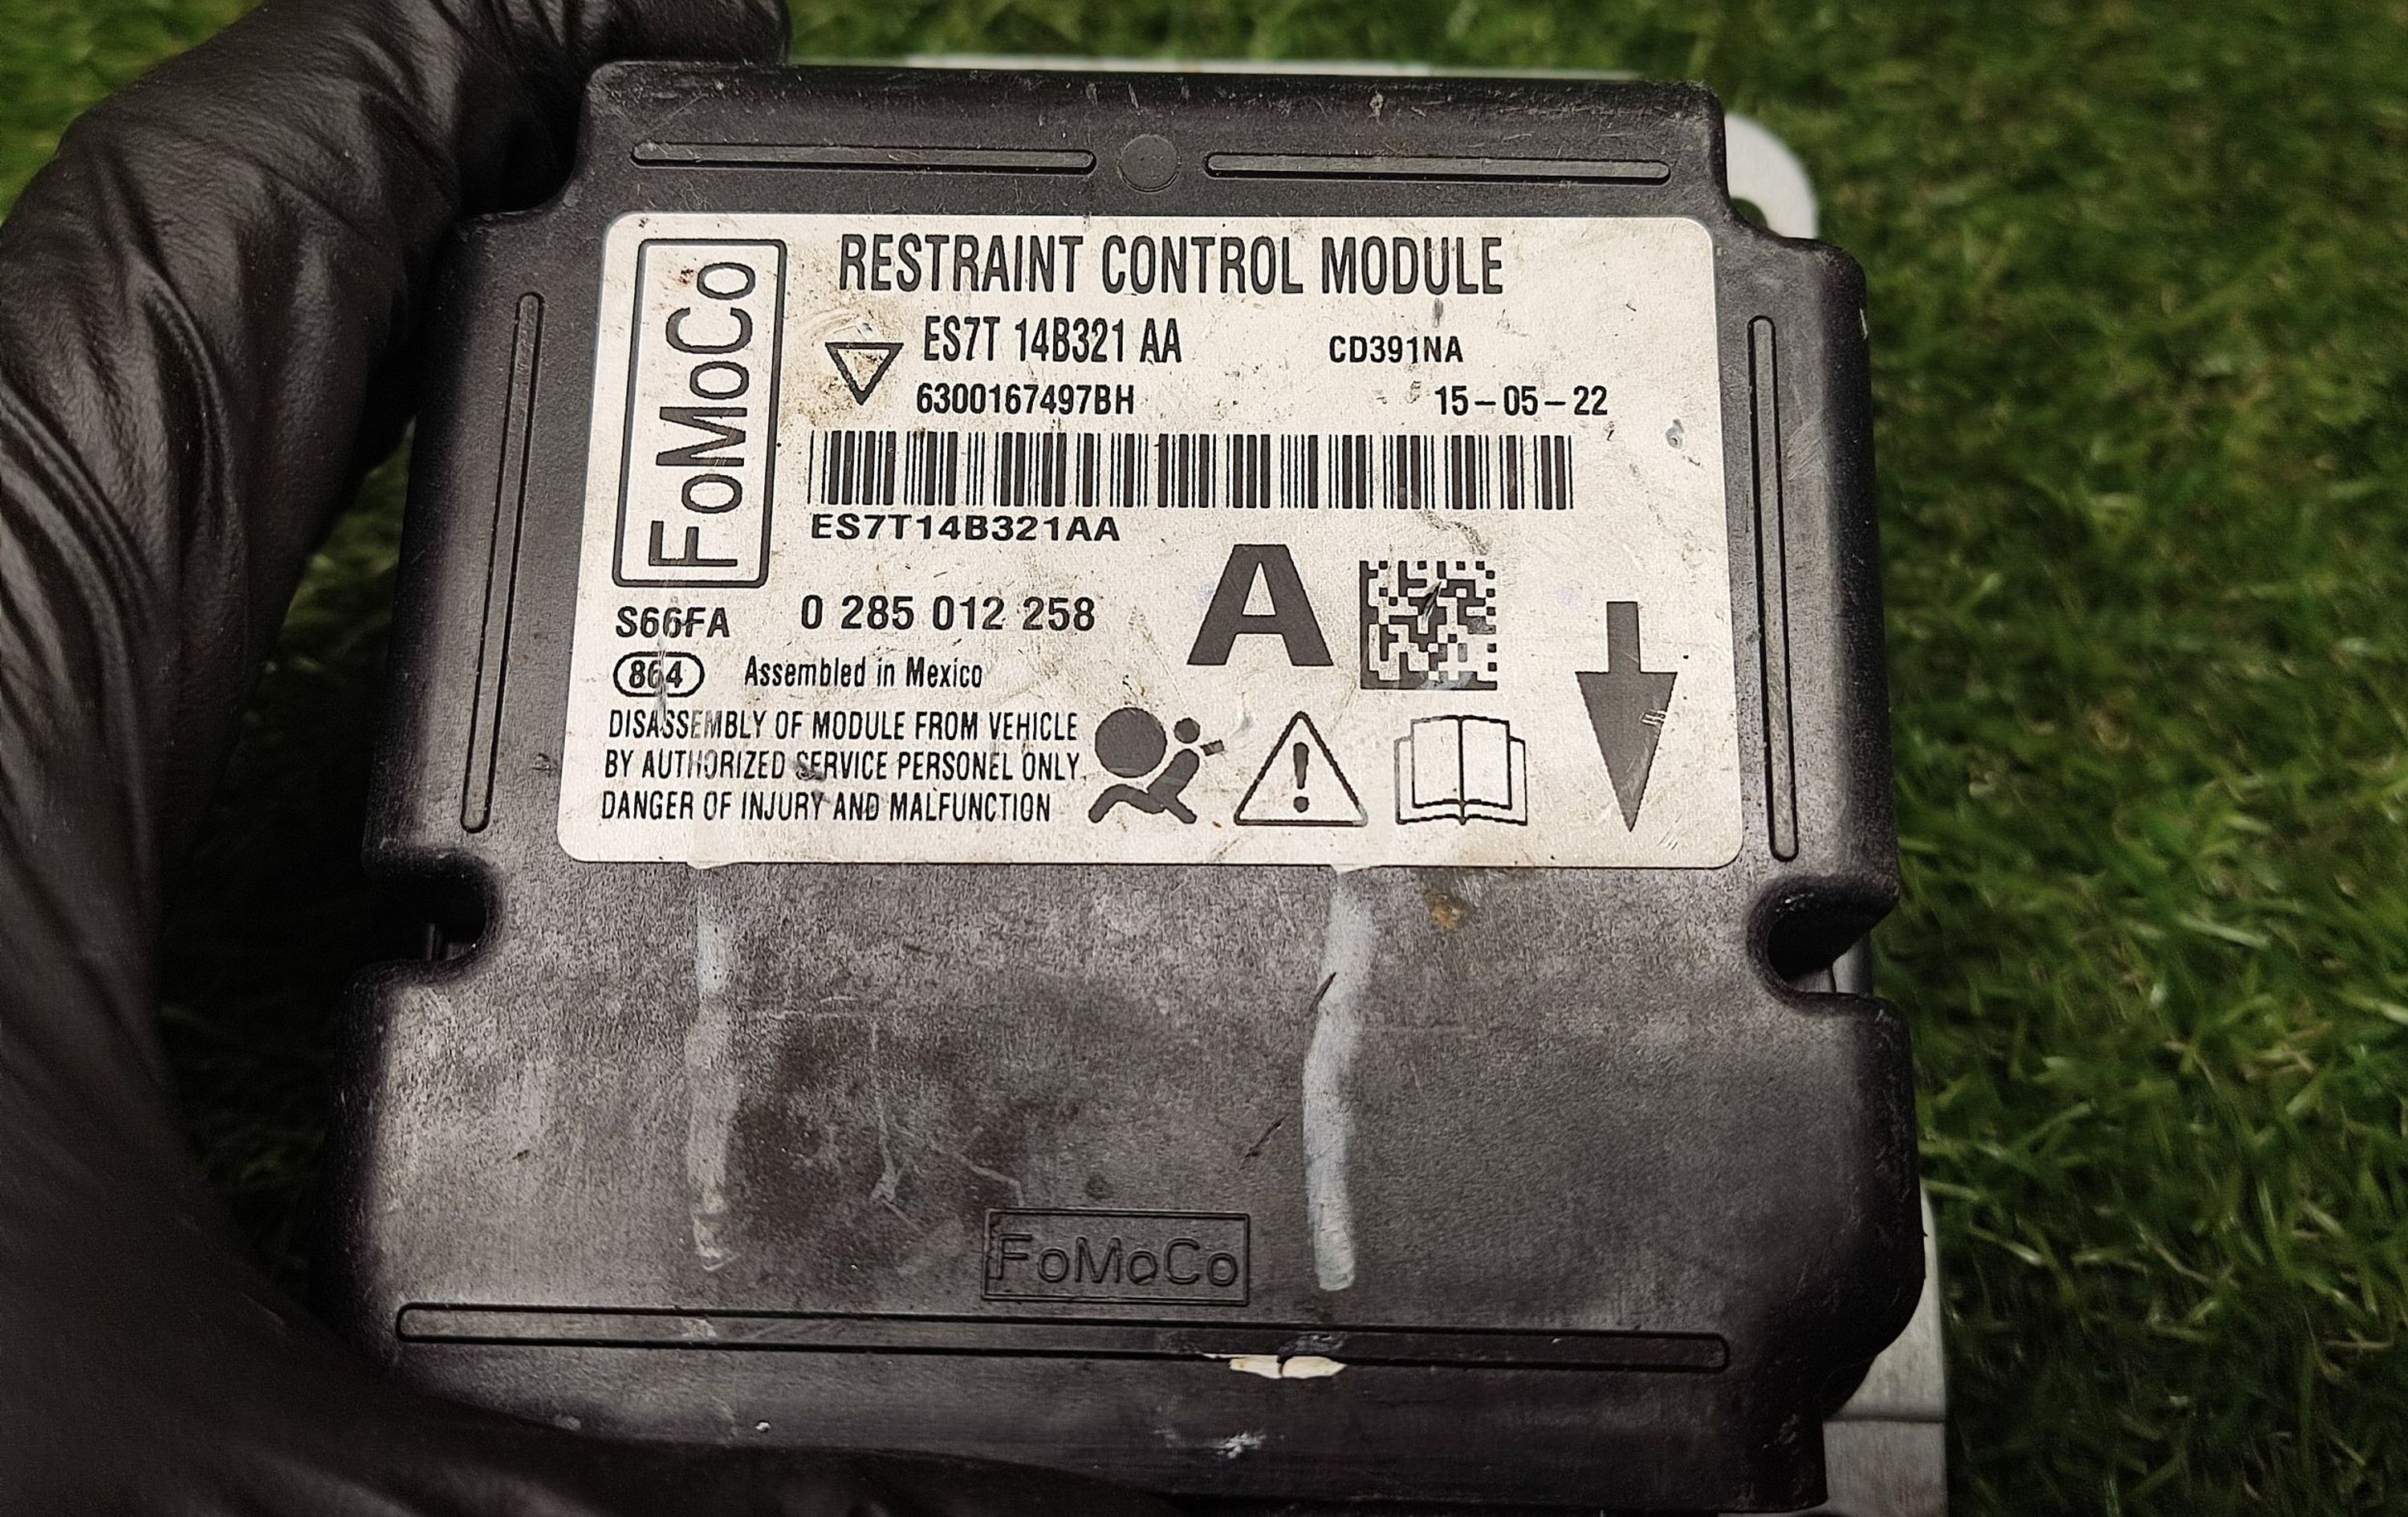 FoMoCo
RESTRAINT CONTROL MODULE
ES7T 14B321 AA CD391NA
6300167497BH 15-05-22
ES7T14B321AA
S66FA 0 285 012 258 A
864 Assembled in Mexico
DISASSEMBLY OF MODULE FROM VEHICLE
BY AUTHORIZED SERVICE PERSONEL ONLY.
DANGER OF INJURY AND MALFUNCTION
FoMoCo